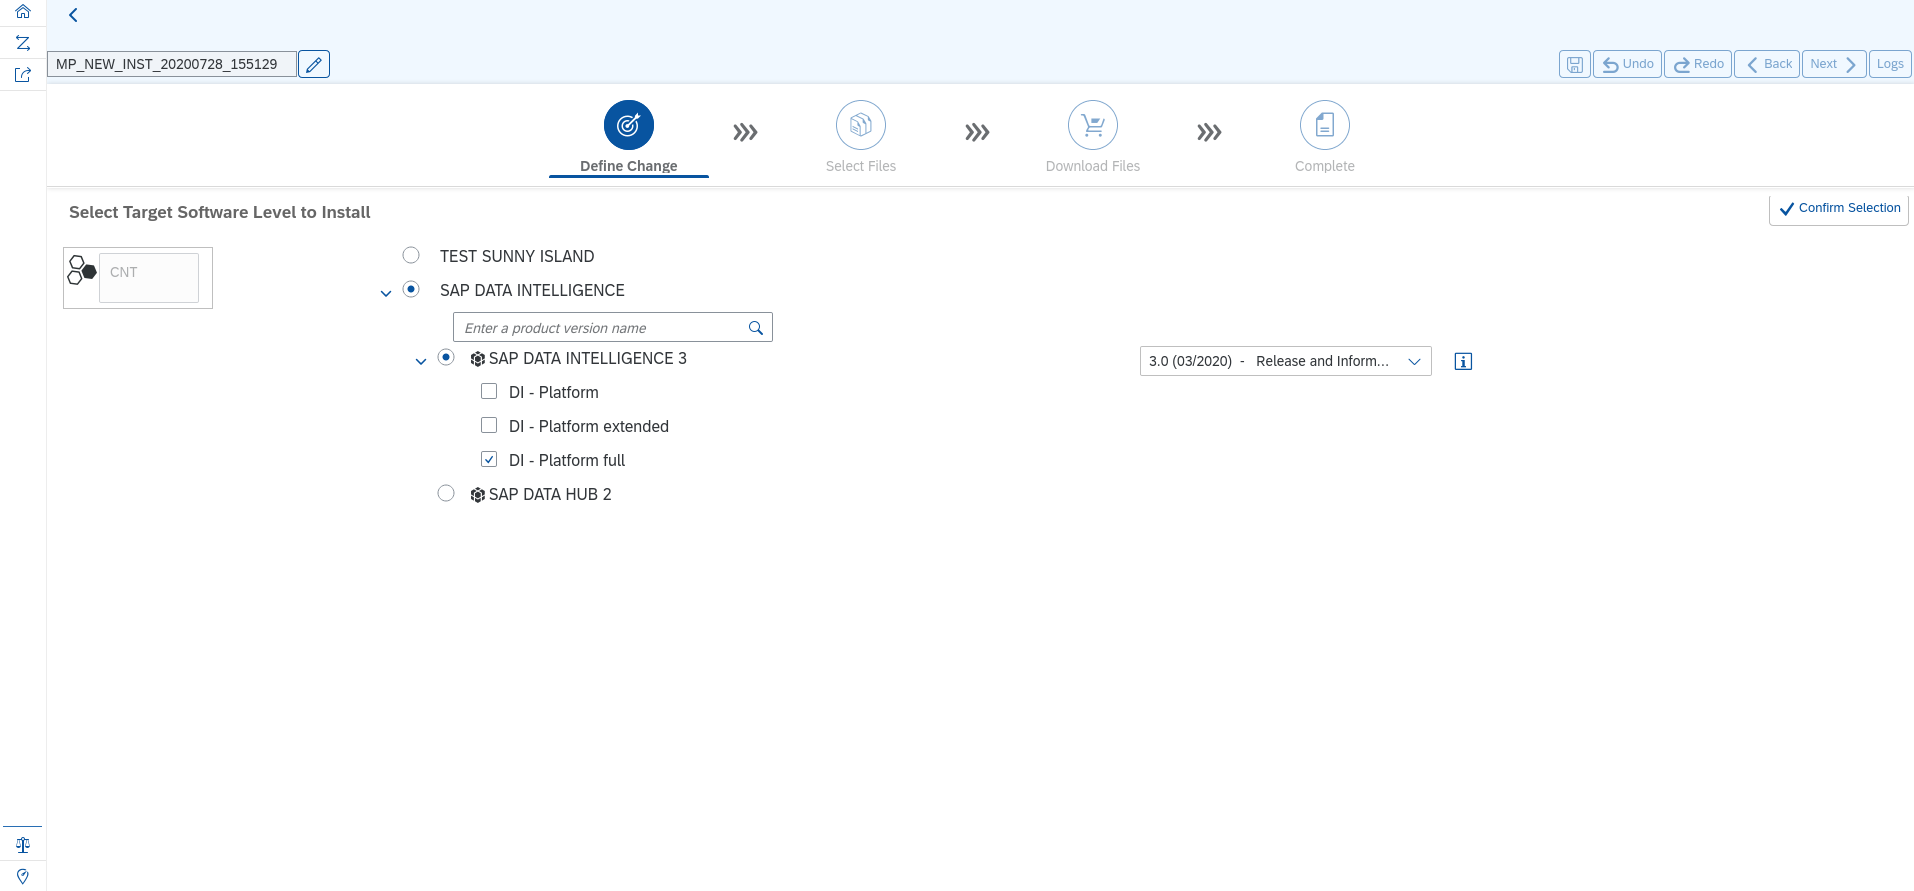 MP_NEW_INST_20200728_155129
Undo
Redo
Back
Next
Logs
Define Change
Select Files
Download Files
Complete
Select Target Software Level to Install
Confirm Selection
CNT
TEST SUNNY ISLAND
SAP DATA INTELLIGENCE
Enter a product version name
SAP DATA INTELLIGENCE 3
3.0 (03/2020) - Release and Inform...
DI - Platform
DI - Platform extended
DI - Platform full
SAP DATA HUB 2